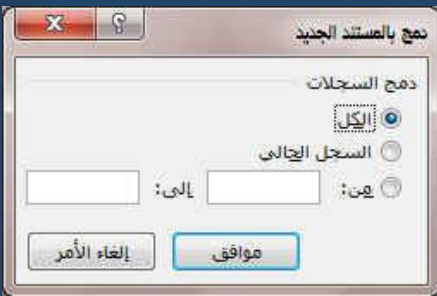 دمج بالمستند الجديد
دمج السجلات
الكل
السجل الحالي
من: إلى:
موافق إلغاء الأمر